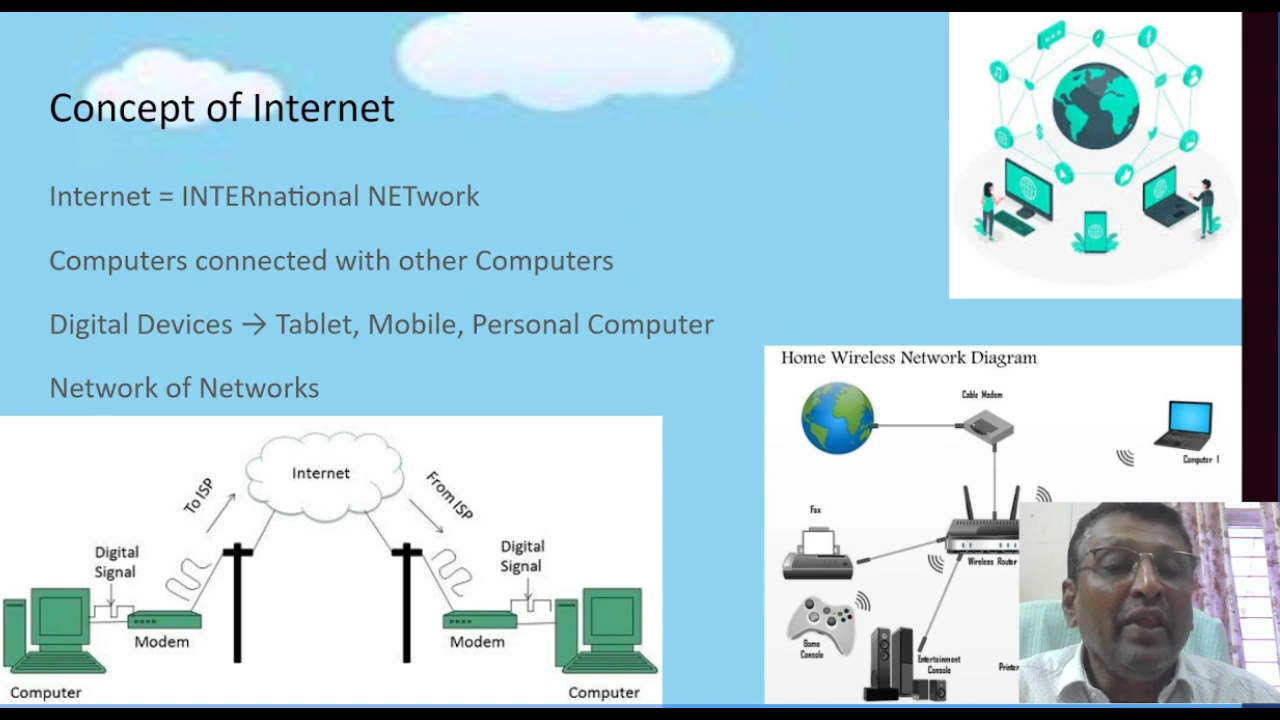 Concept of Internet
Internet = INTERnational NETwork
Computers connected with other Computers
Digital Devices → Tablet, Mobile, Personal Computer
Network of Networks
Internet
To ISP
From ISP
Digital
Signal
Digital
Signal
Modem
Modem
Computer
Computer
Home Wireless Network Diagram
Cable Modem
Computer 1
Fax
Wireless Router
Game
Console
Entertainment
Console
Printer